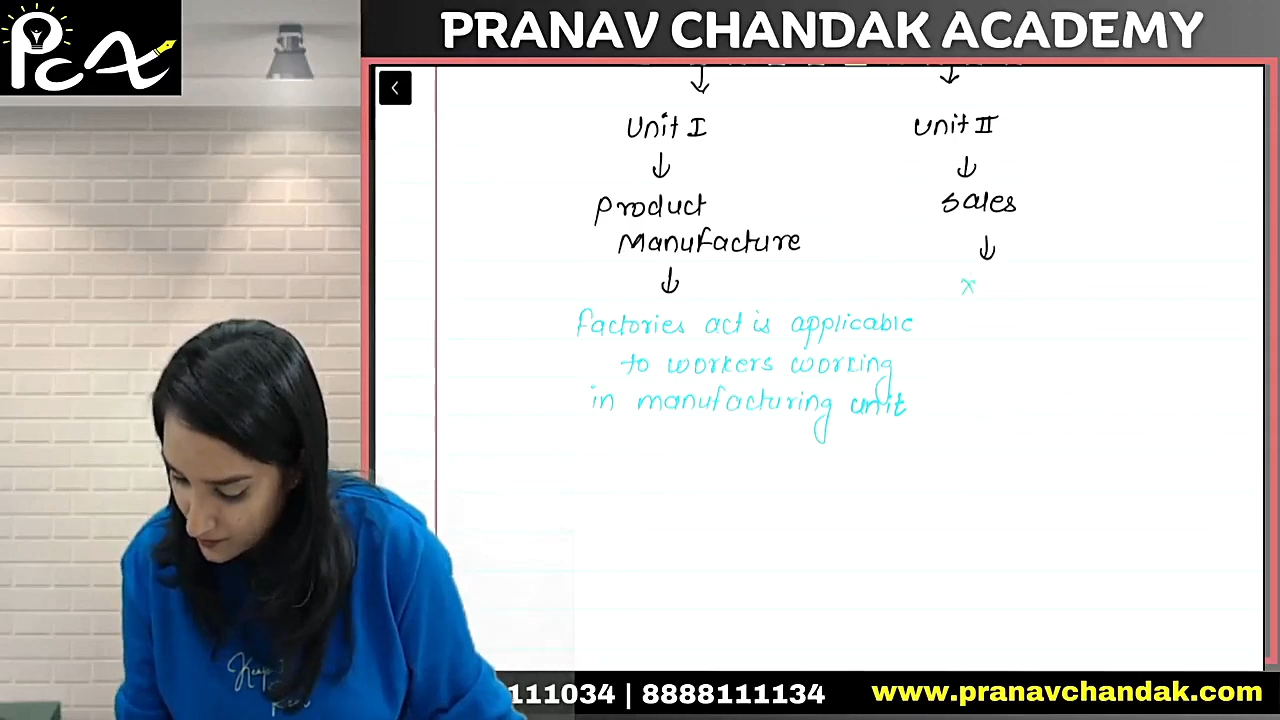 PCA
PRANAV CHANDAK ACADEMY
Unit I
Unit II
Product
Manufacture
Sales
x
factories act is applicable
to workers working
in manufacturing unit
111034 | 8888111134
www.pranavchandak.com